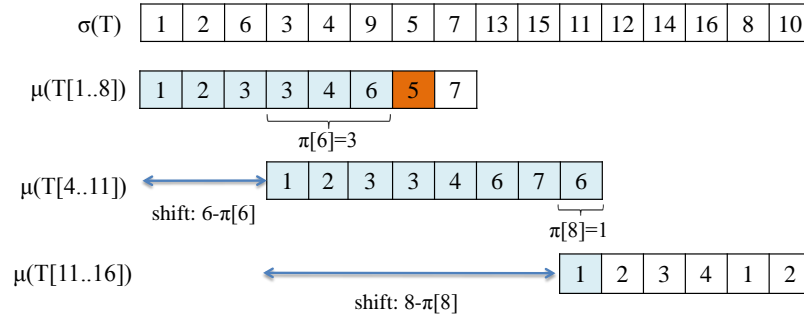 σ(T) 1 2 6 3 4 9 5 7 13 15 11 12 14 16 8 10
μ(T[1..8]) 1 2 3 3 4 6 5 7
π[6]=3
μ(T[4..11]) 1 2 3 3 4 6 7 6
shift: 6-π[6]
π[8]=1
μ(T[11..16]) 1 2 3 4 1 2
shift: 8-π[8]